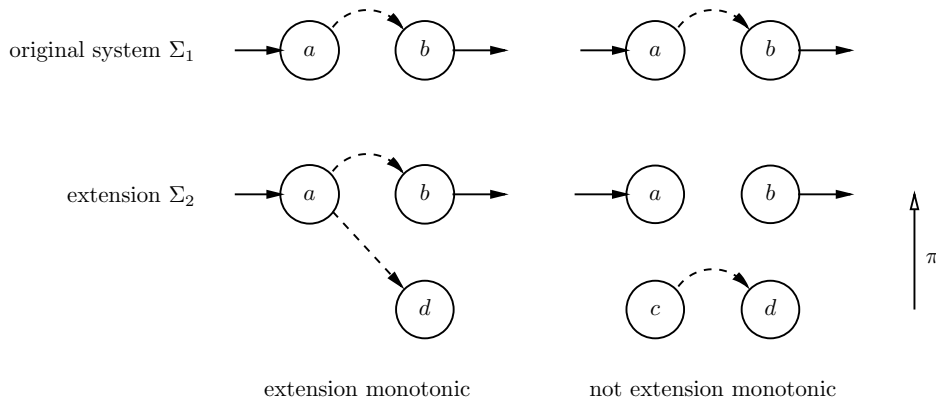 original system Σ₁ a b a b
extension Σ₂ a b a b
π
d c d
extension monotonic not extension monotonic